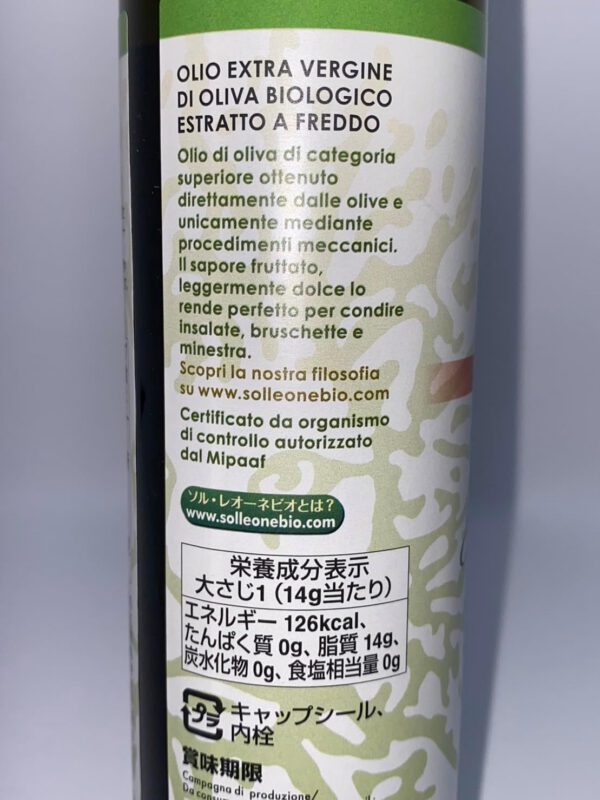 OLIO EXTRA VERGINE
DI OLIVA BIOLOGICO
ESTRATTO A FREDDO
Olio di oliva di categoria
superiore ottenuto
direttamente dalle olive e
unicamente mediante
procedimenti meccanici.
Il sapore fruttato,
leggermente dolce lo
rende perfetto per condire
insalate, bruschette e
minestra.
Scopri la nostra filosofia
su www.solleonebio.com
Certificato da organismo
di controllo autorizzato
dal Mipaaf
ソル・レオーネビオとは?
www.solleonebio.com
栄養成分表示
大さじ1(14g当たり)
エネルギー 126kcal、
たんぱく質 0g、脂質 14g、
炭水化物 0g、食塩相当量 0g
プラ キャップシール、
内栓
賞味期限
Campagna di produzione/